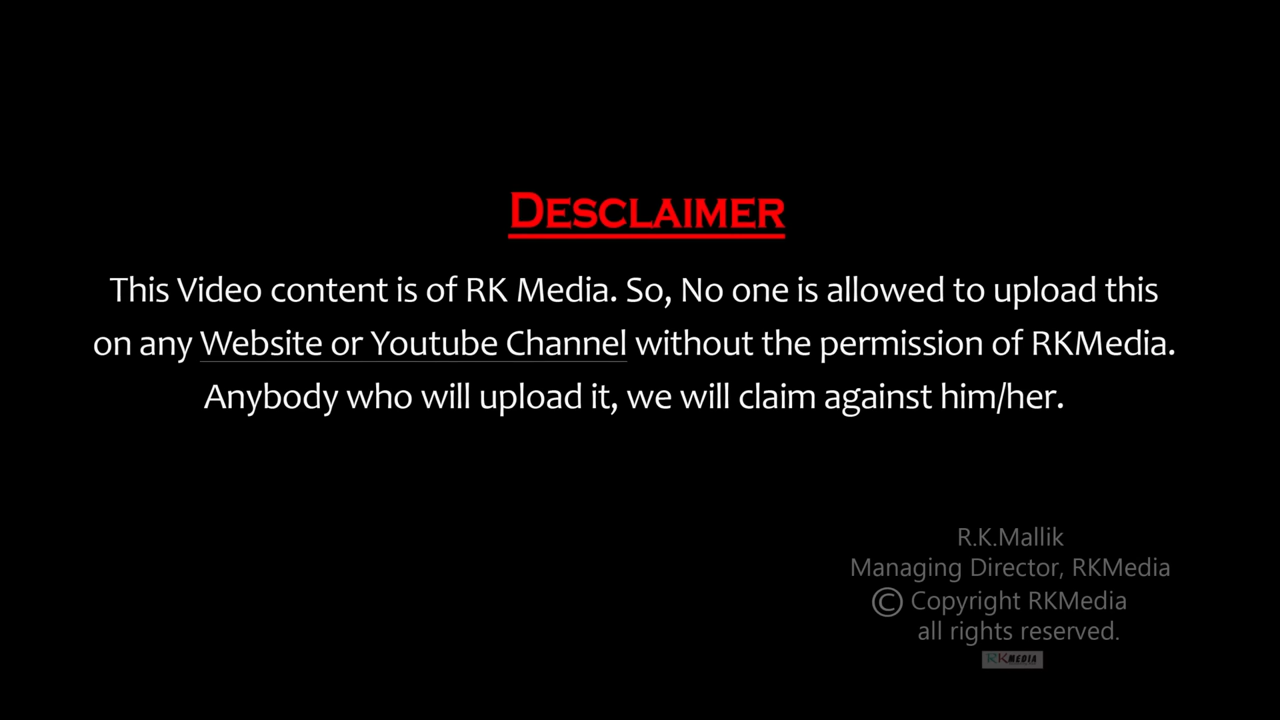 DESCLAIMER
This Video content is of RK Media. So, No one is allowed to upload this
on any Website or Youtube Channel without the permission of RKMedia.
Anybody who will upload it, we will claim against him/her.
R.K.Mallik
Managing Director, RKMedia
© Copyright RKMedia
all rights reserved.
RKMEDIA